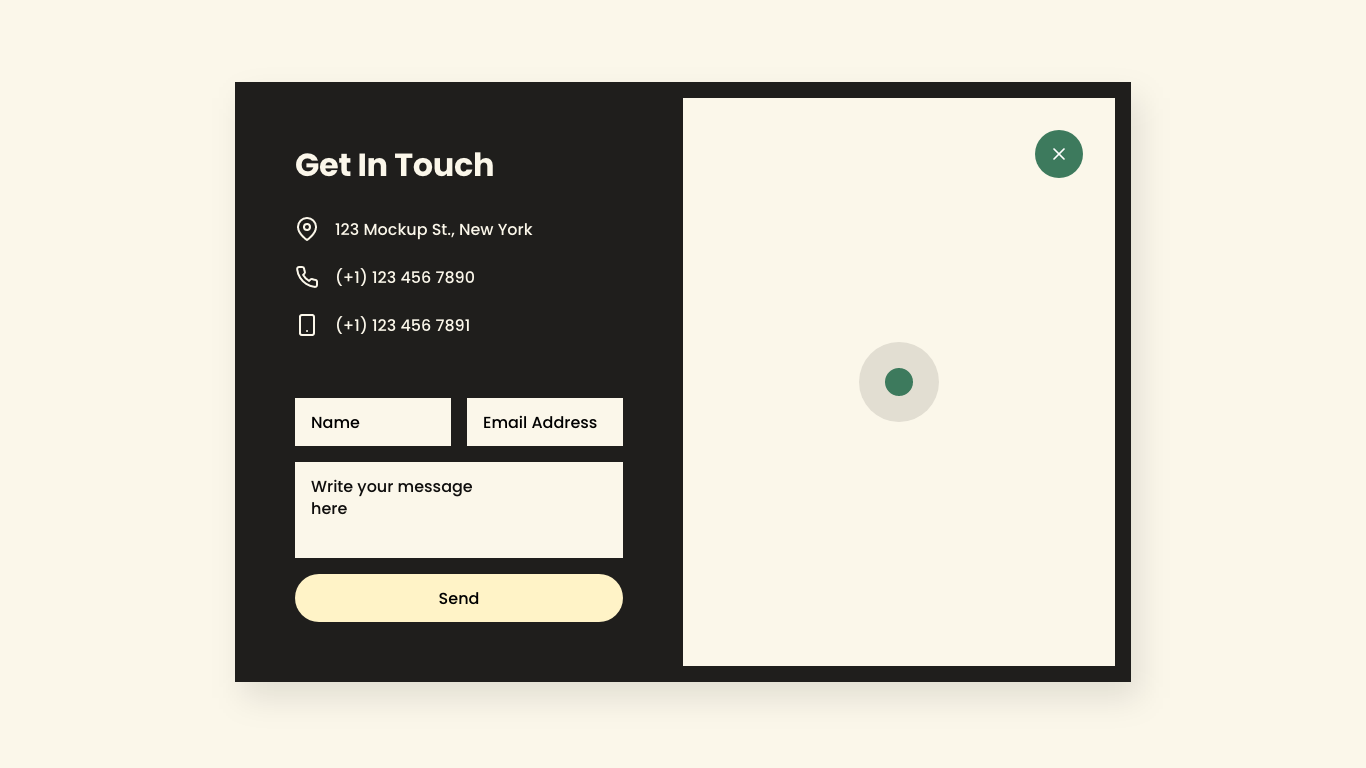 Get In Touch
123 Mockup St., New York
(+1) 123 456 7890
(+1) 123 456 7891
Name
Email Address
Write your message
here
Send